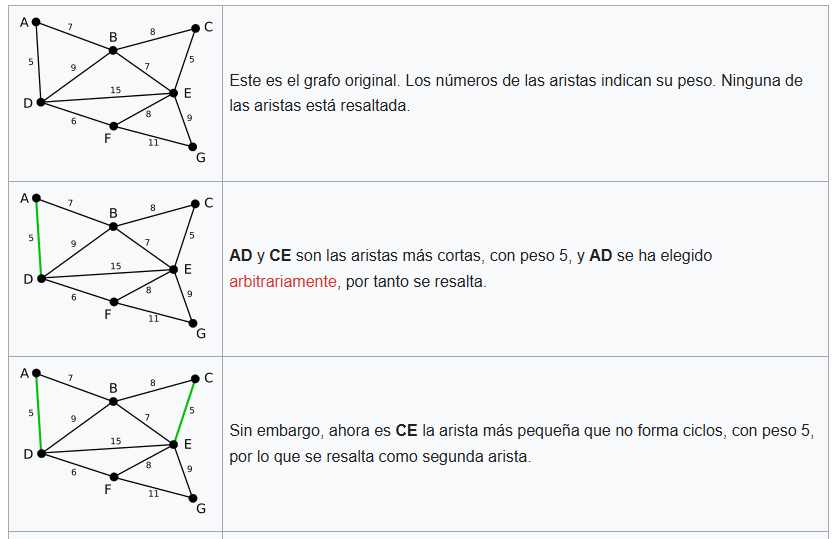 A
7
B
8
C
5
9
7
5
D
15
E
6
8
9
F
11
G
Este es el grafo original. Los números de las aristas indican su peso. Ninguna de
las aristas está resaltada.
A
7
B
8
C
5
9
7
5
D
15
E
6
8
9
F
11
G
AD y CE son las aristas más cortas, con peso 5, y AD se ha elegido
arbitrariamente, por tanto se resalta.
A
7
B
8
C
5
9
7
5
D
15
E
6
8
9
F
11
G
Sin embargo, ahora es CE la arista más pequeña que no forma ciclos, con peso 5,
por lo que se resalta como segunda arista.